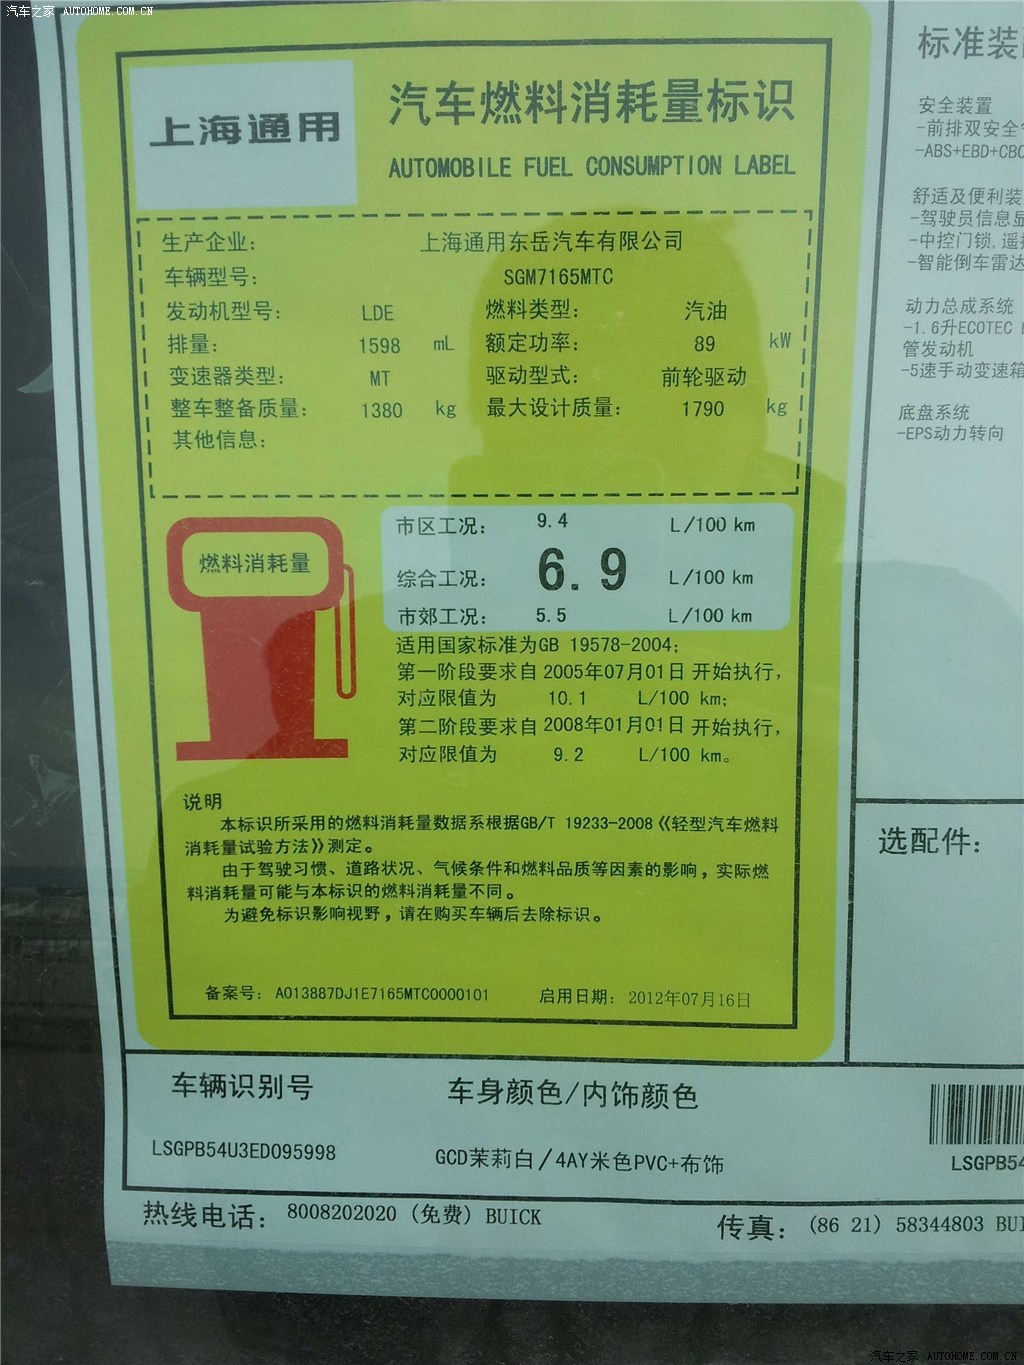 汽车之家 AUTOHOME.COM.CN
上海通用
汽车燃料消耗量标识
AUTOMOBILE FUEL CONSUMPTION LABEL
生产企业: 上海通用东岳汽车有限公司
车辆型号: SGM7165MTC
发动机型号: LDE 燃料类型: 汽油
排量: 1598 mL 额定功率: 89 kW
变速器类型: MT 驱动型式: 前轮驱动
整车整备质量: 1380 kg 最大设计质量: 1790 kg
其他信息:
燃料消耗量
市区工况: 9.4 L/100 km
综合工况: 6.9 L/100 km
市郊工况: 5.5 L/100 km
适用国家标准为GB 19578-2004;
第一阶段要求自 2005年07月01日 开始执行,
对应限值为 10.1 L/100 km;
第二阶段要求自 2008年01月01日 开始执行,
对应限值为 9.2 L/100 km。
说明
本标识所采用的燃料消耗量数据系根据GB/T 19233-2008《轻型汽车燃料
消耗量试验方法》测定。
由于驾驶习惯、道路状况、气候条件和燃料品质等因素的影响，实际燃
料消耗量可能与本标识的燃料消耗量不同。
为避免标识影响视野，请在购买车辆后去除标识。
备案号: A013887DJ1E7165MTC0000101 启用日期: 2012年07月16日
标准装
安全装置
-前排双安全
-ABS+EBD+CBC
舒适及便利装
-驾驶员信息显
-中控门锁,遥
-智能倒车雷达
动力总成系统
-1.6升ECOTEC
管发动机
-5速手动变速箱
底盘系统
-EPS动力转向
选配件:
车辆识别号 车身颜色/内饰颜色
LSGPB54U3ED095998 GCD茉莉白/4AY米色PVC+布饰
LSGPB54
热线电话: 8008202020 (免费) BUICK 传真: (86 21) 58344803 BUI
汽车之家 AUTOHOME.COM.CN